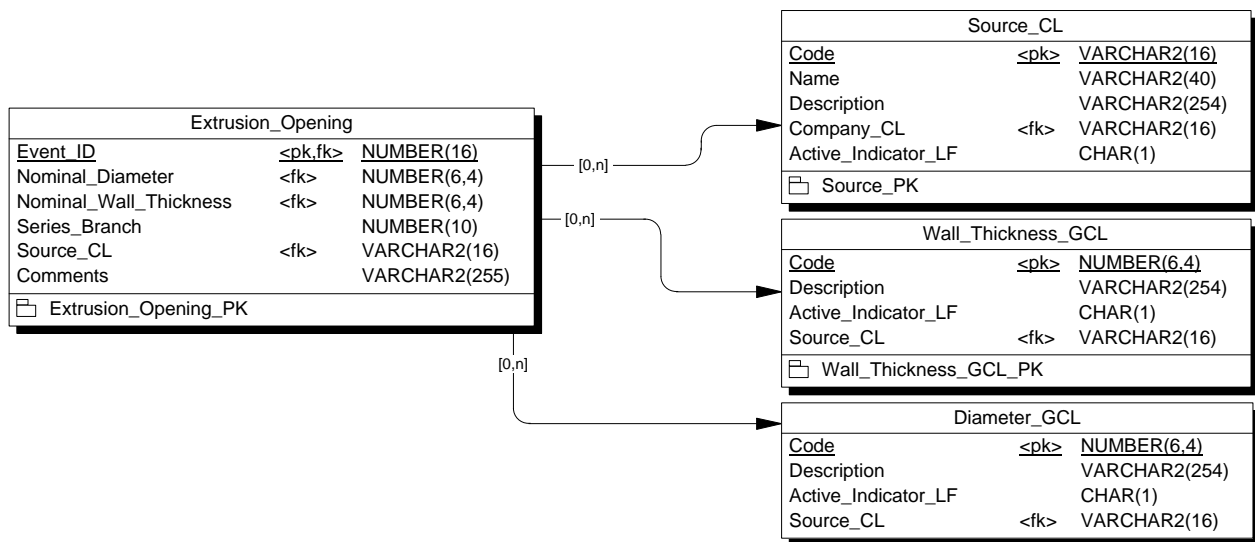 Extrusion_Opening
Event_ID <pk,fk> NUMBER(16)
Nominal_Diameter <fk> NUMBER(6,4)
Nominal_Wall_Thickness <fk> NUMBER(6,4)
Series_Branch NUMBER(10)
Source_CL <fk> VARCHAR2(16)
Comments VARCHAR2(255)
Extrusion_Opening_PK
[0,n]
[0,n]
[0,n]
Source_CL
Code <pk> VARCHAR2(16)
Name VARCHAR2(40)
Description VARCHAR2(254)
Company_CL <fk> VARCHAR2(16)
Active_Indicator_LF CHAR(1)
Source_PK
Wall_Thickness_GCL
Code <pk> NUMBER(6,4)
Description VARCHAR2(254)
Active_Indicator_LF CHAR(1)
Source_CL <fk> VARCHAR2(16)
Wall_Thickness_GCL_PK
Diameter_GCL
Code <pk> NUMBER(6,4)
Description VARCHAR2(254)
Active_Indicator_LF CHAR(1)
Source_CL <fk> VARCHAR2(16)